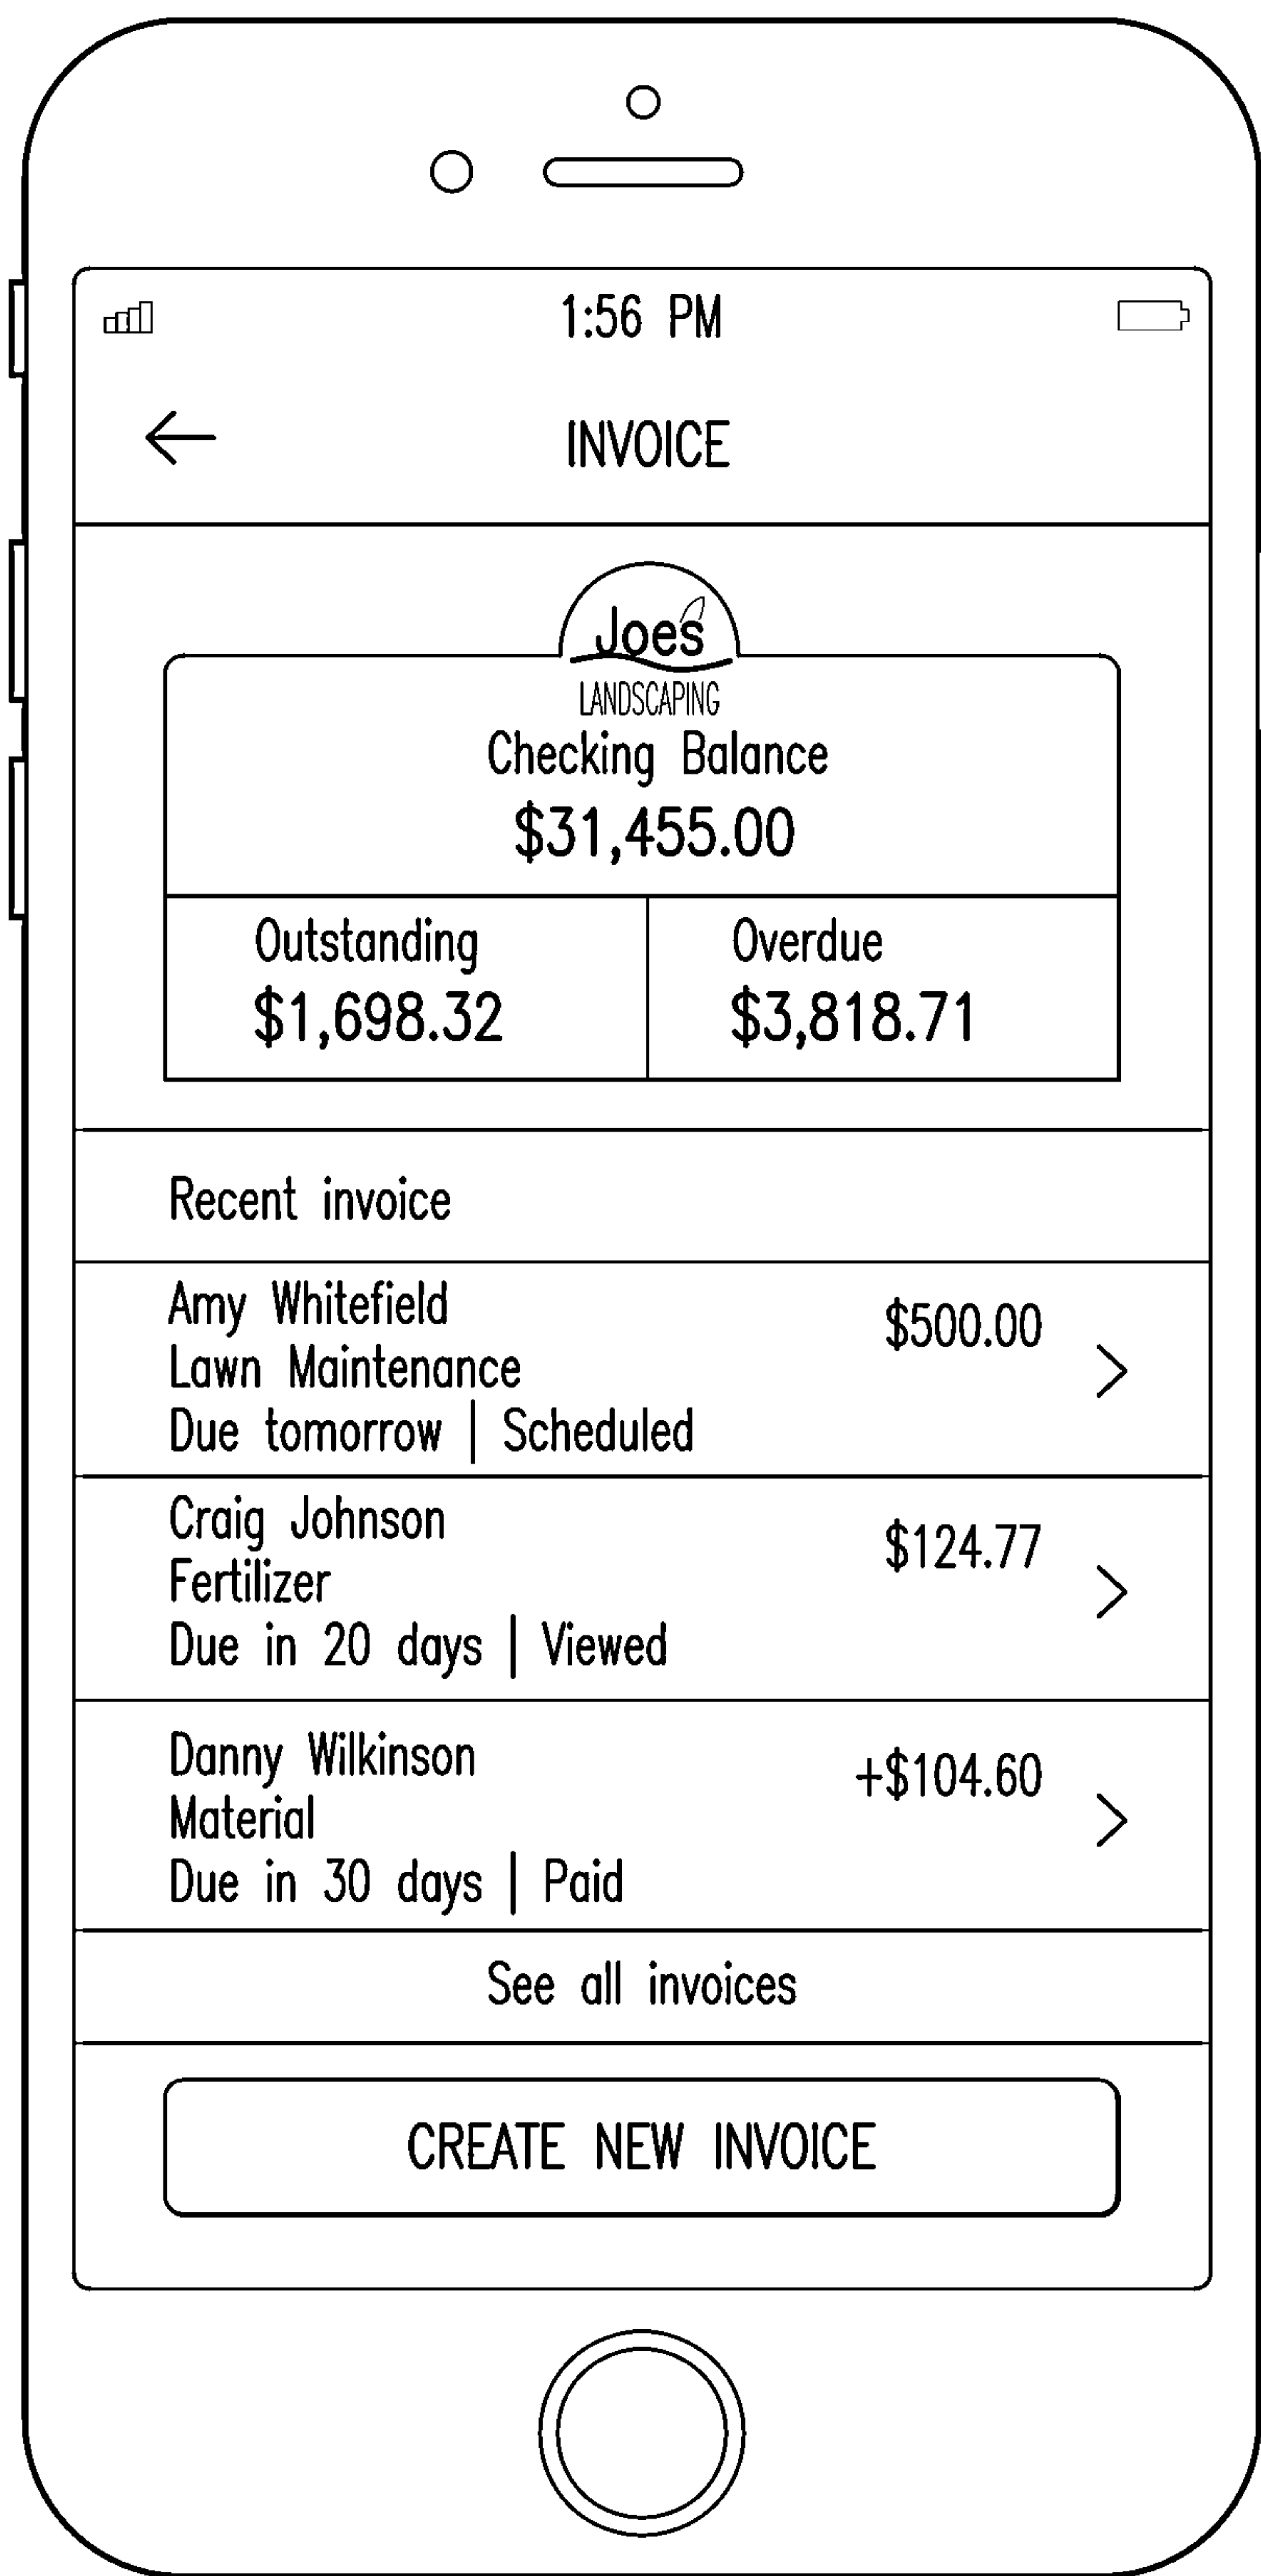 1:56 PM
INVOICE
Joe's
LANDSCAPING
Checking Balance
$31,455.00
Outstanding
$1,698.32
Overdue
$3,818.71
Recent invoice
Amy Whitefield
$500.00
Lawn Maintenance
Due tomorrow | Scheduled
Craig Johnson
$124.77
Fertilizer
Due in 20 days | Viewed
Danny Wilkinson
+$104.60
Material
Due in 30 days | Paid
See all invoices
CREATE NEW INVOICE